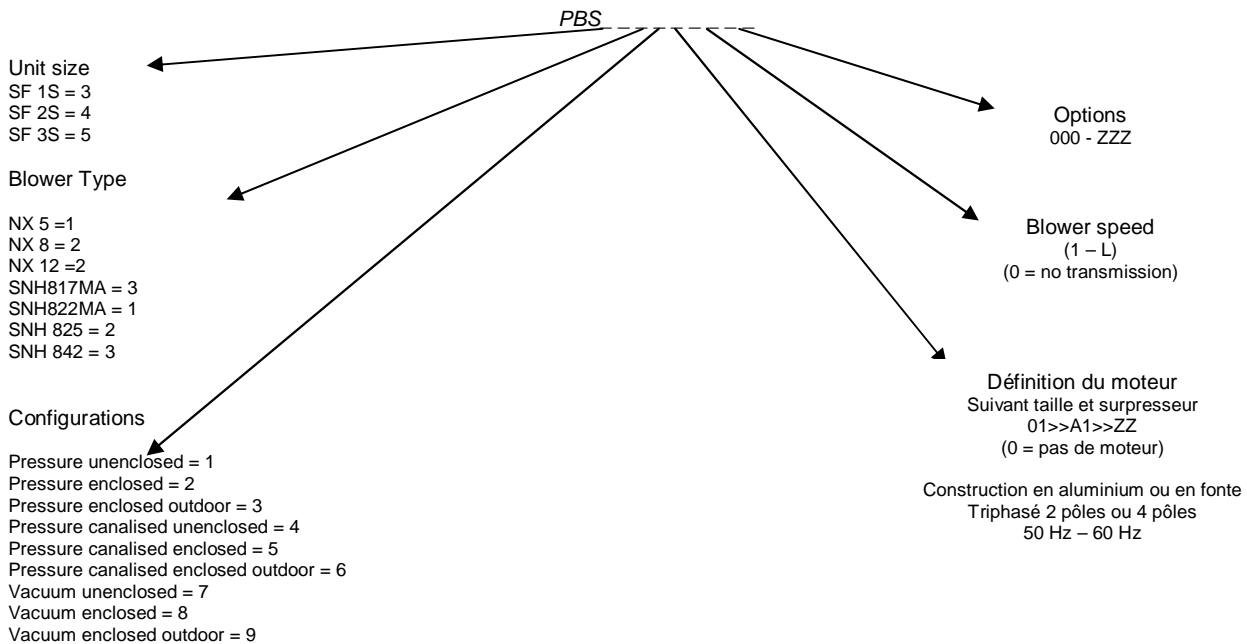 PBS_ _ _ _ _ _ _ _ _
Unit size
SF 1S = 3
SF 2S = 4
SF 3S = 5
Blower Type
NX 5 =1
NX 8 = 2
NX 12 =2
SNH817MA = 3
SNH822MA = 1
SNH 825 = 2
SNH 842 = 3
Configurations
Pressure unenclosed = 1
Pressure enclosed = 2
Pressure enclosed outdoor = 3
Pressure canalised unenclosed = 4
Pressure canalised enclosed = 5
Pressure canalised enclosed outdoor = 6
Vacuum unenclosed = 7
Vacuum enclosed = 8
Vacuum enclosed outdoor = 9
Options
000 - ZZZ
Blower speed
(1 – L)
(0 = no transmission)
Définition du moteur
Suivant taille et surpresseur
01>>A1>>ZZ
(0 = pas de moteur)
Construction en aluminium ou en fonte
Triphasé 2 pôles ou 4 pôles
50 Hz – 60 Hz